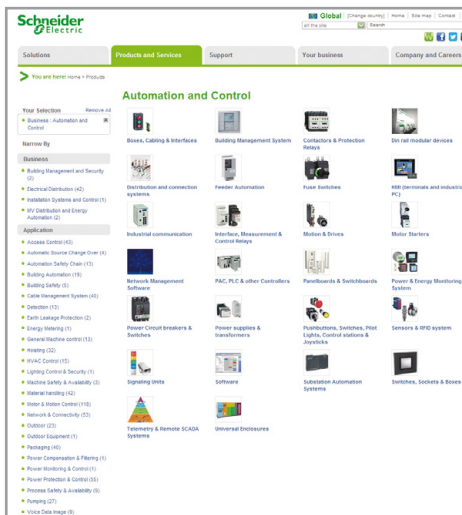 Schneider
Electric
Global [Change country] Home Site map Contact
on the site Search
Solutions
Products and Services
Support
Your business
Company and Careers
You are here: Home > Products
Automation and Control
Your Selection Remove All
Business : Automation and
Control
Narrow By
Business
Building Management and Security
(2)
Electrical Distribution (42)
Installation Systems and Control (1)
MV Distribution and Energy
Automation (2)
Application
Access Control (43)
Automatic Source Change Over (4)
Automation Safety Chain (13)
Building Automation (19)
Building Safety (5)
Cable Management System (40)
Detection (13)
Earth Leakage Protection (2)
Energy Metering (1)
General Machine control (13)
Hoisting (32)
HVAC Control (15)
Lighting Control & Security (1)
Machine Safety & Availability (3)
Material handling (42)
Motor & Motion Control (118)
Network & Connectivity (53)
Outdoor (23)
Outdoor Equipment (1)
Packaging (40)
Power Compensation & Filtering (1)
Power Monitoring & Control (1)
Power Protection & Control (55)
Process Safety & Availability (6)
Pumping (27)
Voice Data Image (8)
Boxes, Cabling & Interfaces
Building Management System
Contactors & Protection
Relays
Din rail modular devices
Distribution and connection
systems
Feeder Automation
Fuse Switches
HMI (terminals and industrial
PC)
Industrial communication
Interface, Measurement &
Control Relays
Motion & Drives
Motor Starters
Network Management
Software
PAC, PLC & other Controllers
Panelboards & Switchboards
Power & Energy Monitoring
System
Power Circuit breakers &
Switches
Power supplies &
transformers
Pushbuttons, Switches, Pilot
Lights, Control stations &
Joysticks
Sensors & RFID system
Signaling Units
Software
Substation Automation
Systems
Switches, Sockets & Boxes
Telemetry & Remote SCADA
Systems
Universal Enclosures